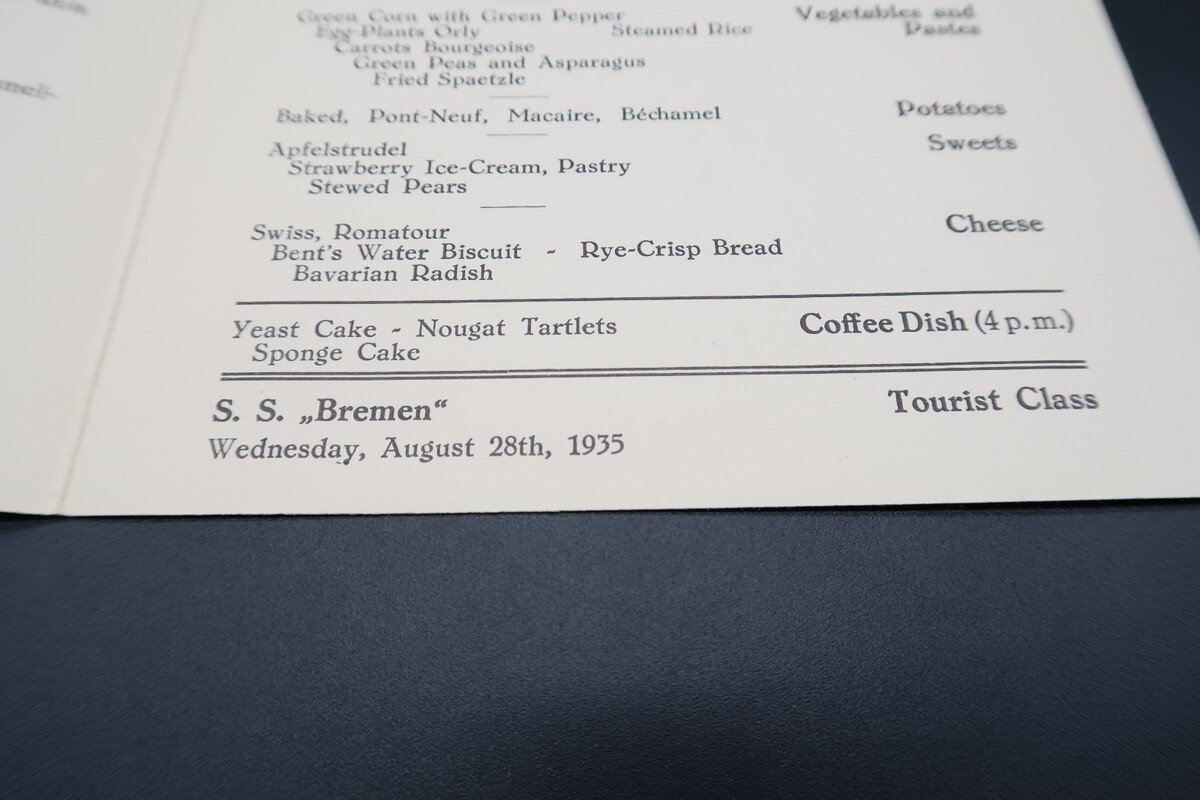 Green Corn with Green Pepper Vegetables and
Egg-Plants Orly Steamed Rice Pastes
Carrots Bourgeoise
Green Peas and Asparagus
Fried Spaetzle
Baked, Pont-Neuf, Macaire, Béchamel Potatoes
Apfelstrudel Sweets
Strawberry Ice-Cream, Pastry
Stewed Pears
Swiss, Romatour Cheese
Bent's Water Biscuit - Rye-Crisp Bread
Bavarian Radish
Yeast Cake - Nougat Tartlets Coffee Dish (4 p.m.)
Sponge Cake
S. S. „Bremen“ Tourist Class
Wednesday, August 28th, 1935